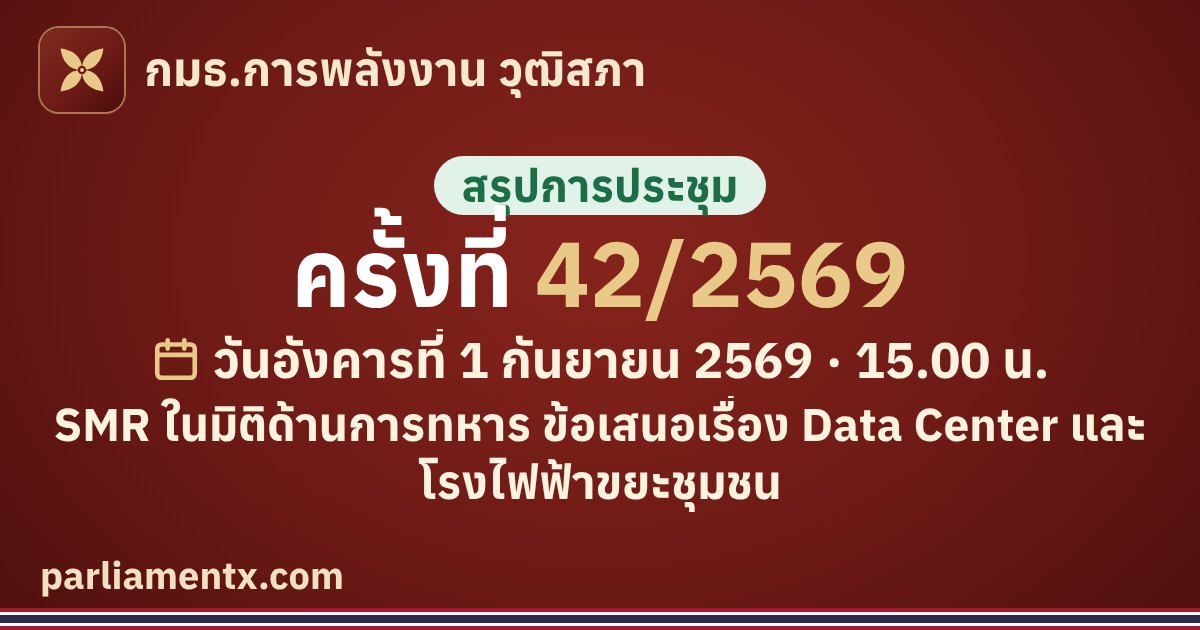 กมธ.การพลังงาน วุฒิสภา
สรุปการประชุม
ครั้งที่ 42/2569
วันอังคารที่ 1 กันยายน 2569 · 15.00 น.
SMR ในมิติด้านการทหาร ข้อเสนอเรื่อง Data Center และ
โรงไฟฟ้าขยะชุมชน
parliamentx.com